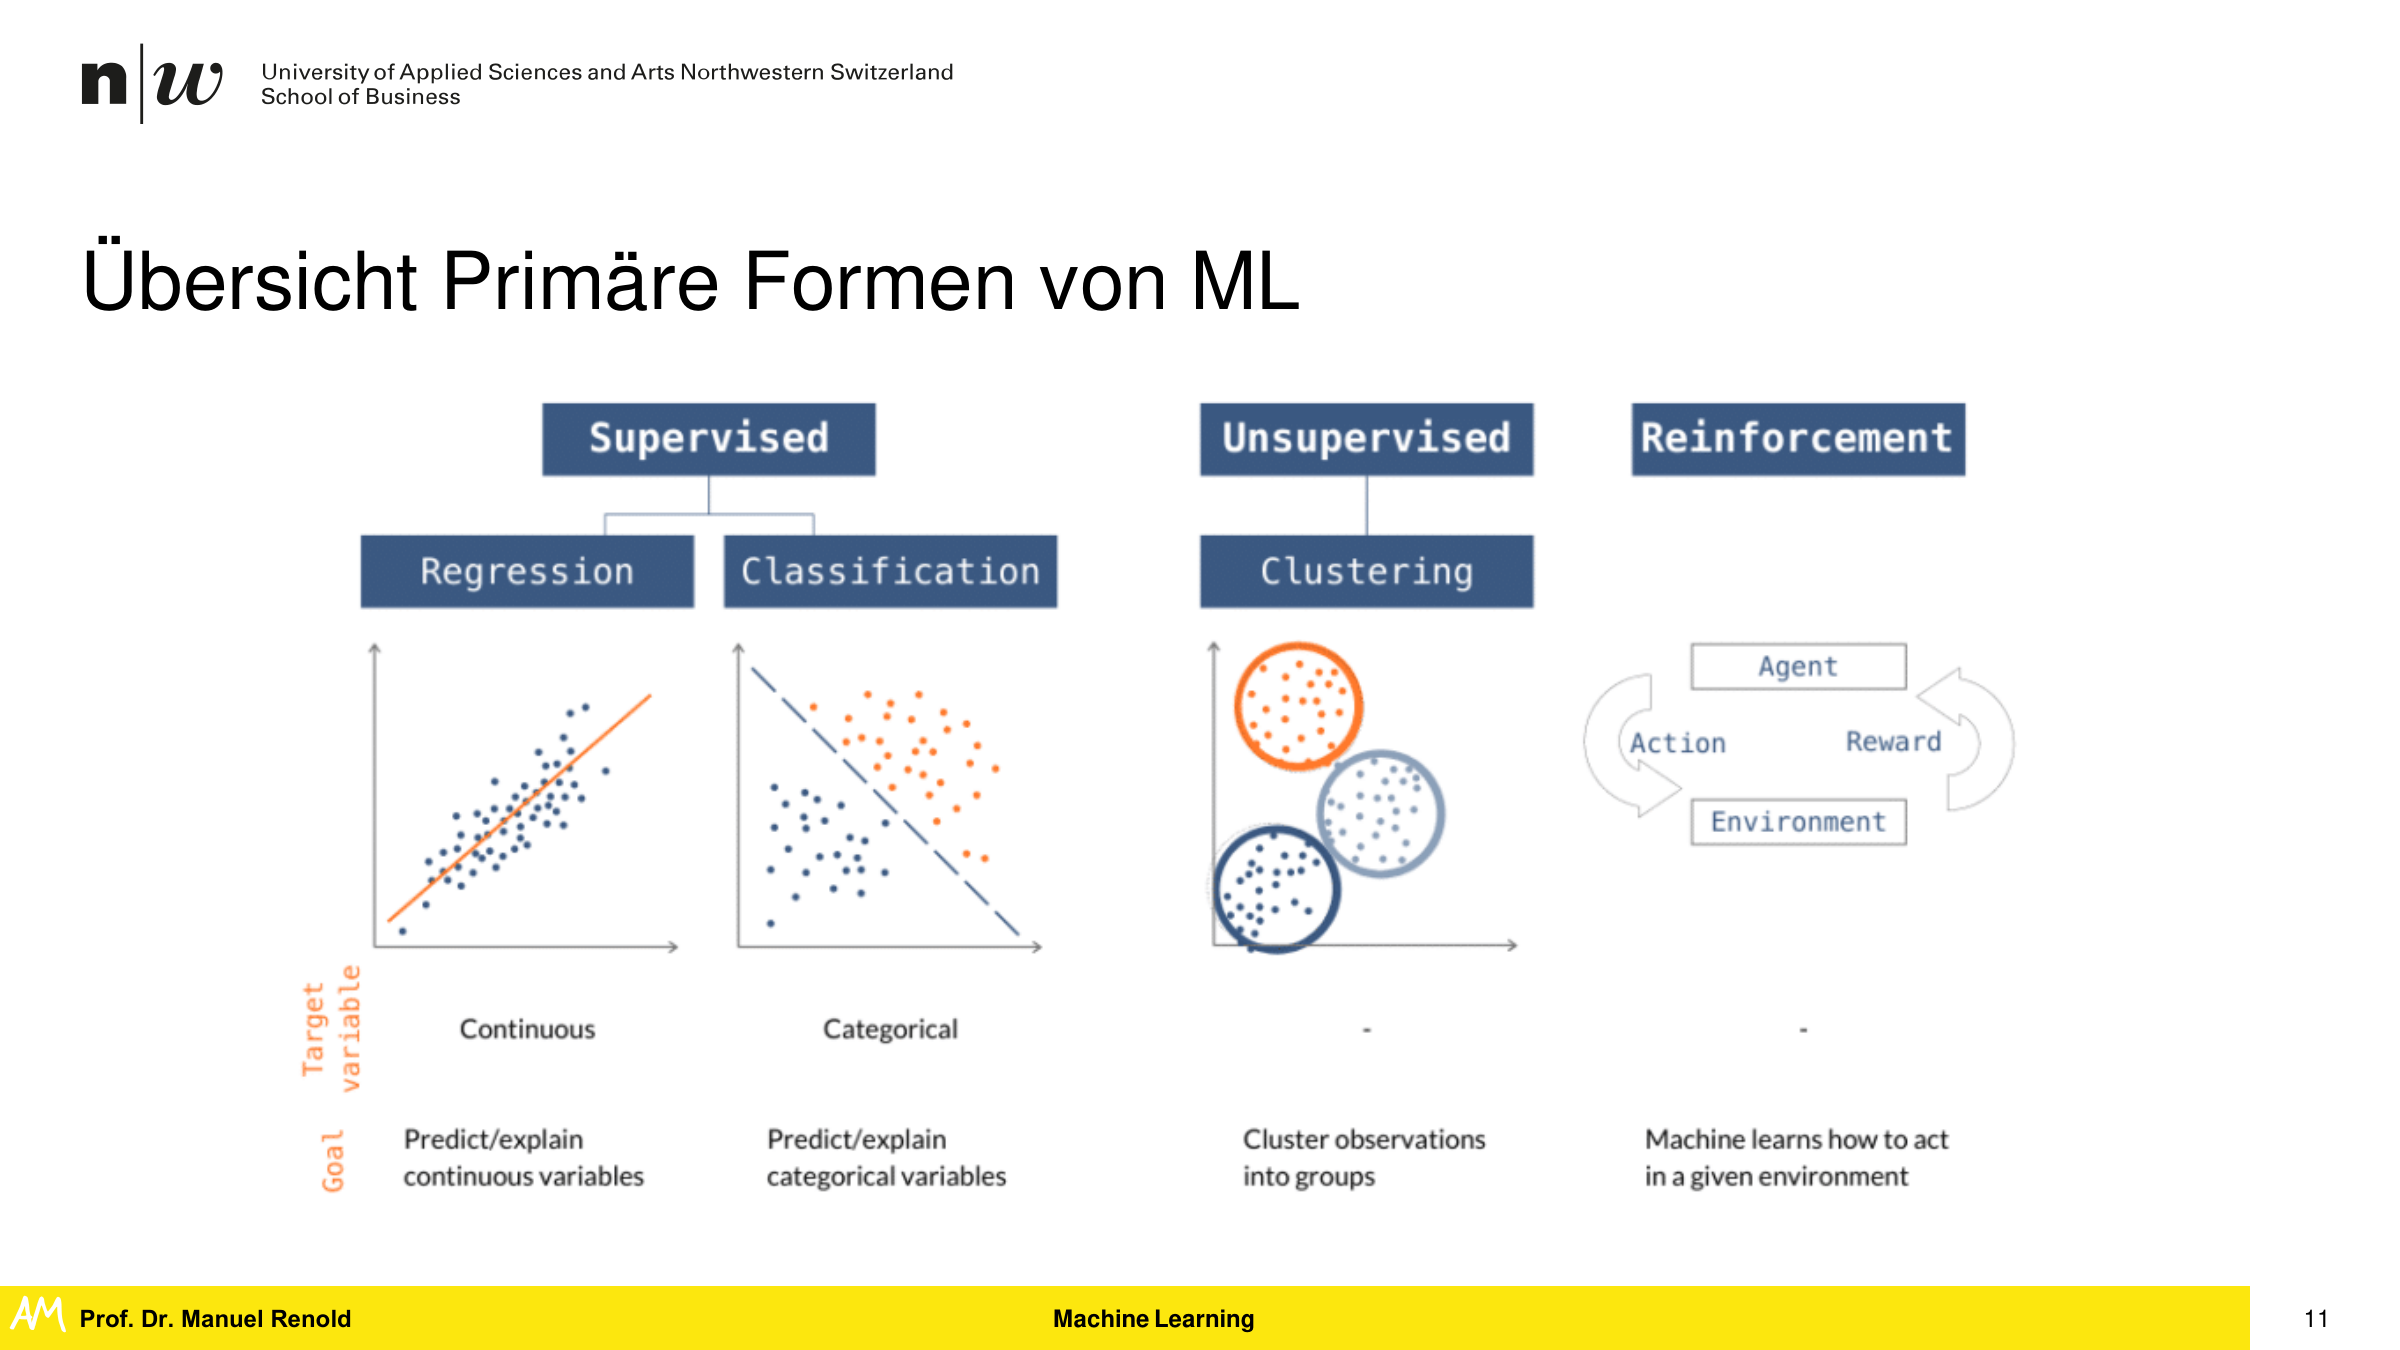 n|w
University of Applied Sciences and Arts Northwestern Switzerland
School of Business
Übersicht Primäre Formen von ML
Supervised
Unsupervised
Reinforcement
Regression
Classification
Clustering
Agent
Action
Reward
Environment
Target
variable
Continuous
Categorical
-
-
Goal
Predict/explain
continuous variables
Predict/explain
categorical variables
Cluster observations
into groups
Machine learns how to act
in a given environment
AM
Prof. Dr. Manuel Renold
Machine Learning
11